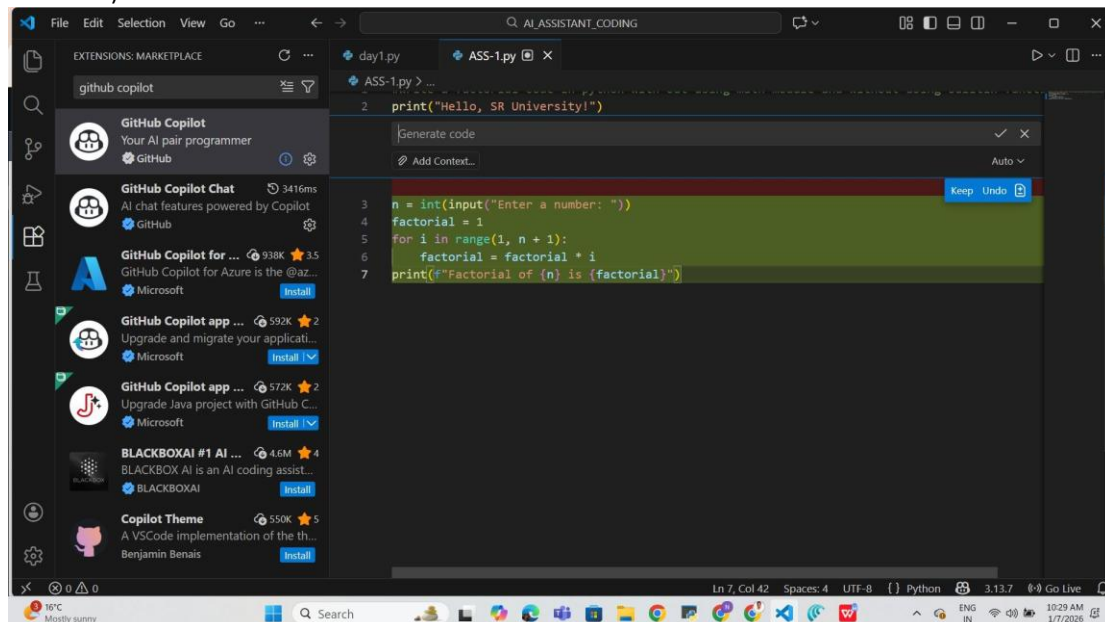 File Edit Selection View Go ··· AI_ASSISTANT_CODING
EXTENSIONS: MARKETPLACE
github copilot
GitHub Copilot
Your AI pair programmer
GitHub
GitHub Copilot Chat 3416ms
AI chat features powered by Copilot
GitHub
GitHub Copilot for ... 938K 3.5
GitHub Copilot for Azure is the @az...
Microsoft Install
GitHub Copilot app ... 592K 2
Upgrade and migrate your applicati...
Microsoft Install
GitHub Copilot app ... 572K 2
Upgrade Java project with GitHub C...
Microsoft Install
BLACKBOXAI #1 AI ... 4.6M 4
BLACKBOX AI is an AI coding assist...
BLACKBOXAI Install
Copilot Theme 550K 5
A VSCode implementation of the th...
Benjamin Benais Install
day1.py ASS-1.py
ASS-1.py > ...
2 print("Hello, SR University!")
Generate code
Add Context... Auto
Keep Undo
3 n = int(input("Enter a number: "))
4 factorial = 1
5 for i in range(1, n + 1):
6 factorial = factorial * i
7 print(f"Factorial of {n} is {factorial}")
0 0 Ln 7, Col 42 Spaces: 4 UTF-8 { } Python 3.13.7 Go Live
16°C
Mostly sunny
Search
ENG
IN
10:29 AM
1/7/2026